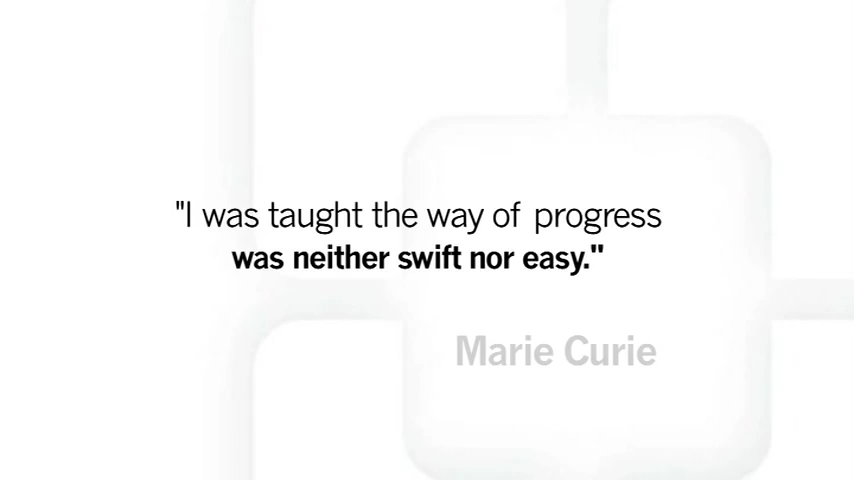 "I was taught the way of progress
was neither swift nor easy."
Marie Curie